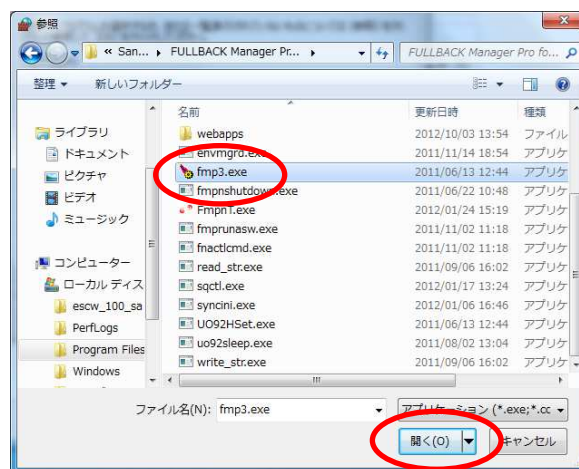 参照
« San... ▸ FULLBACK Manager Pr... ▸
FULLBACK Manager Pro fo...
整理 ▼ 新しいフォルダー
名前 更新日時 種類
ライブラリ
ドキュメント
ピクチャ
ビデオ
ミュージック
コンピューター
ローカル ディス
escw_100_sa
PerfLogs
Program Files
Windows
webapps 2012/10/03 13:54 ファイル
envmgrd.exe 2011/11/14 18:54 アプリケ
fmp3.exe 2011/06/13 12:44 アプリケ
fmpnshutdown.exe 2011/06/22 10:48 アプリケ
FmpnT.exe 2012/01/24 15:19 アプリケ
fmprunasw.exe 2011/11/02 11:18 アプリケ
fnactlcmd.exe 2011/11/02 11:18 アプリケ
read_str.exe 2011/09/06 16:02 アプリケ
sqctl.exe 2012/01/17 13:24 アプリケ
syncini.exe 2012/01/06 16:46 アプリケ
UO92HSet.exe 2011/06/13 12:44 アプリケ
uo92sleep.exe 2011/08/02 13:04 アプリケ
write_str.exe 2011/09/06 16:02 アプリケ
ファイル名(N): fmp3.exe アプリケーション (*.exe;*.cc
開く(O) キャンセル